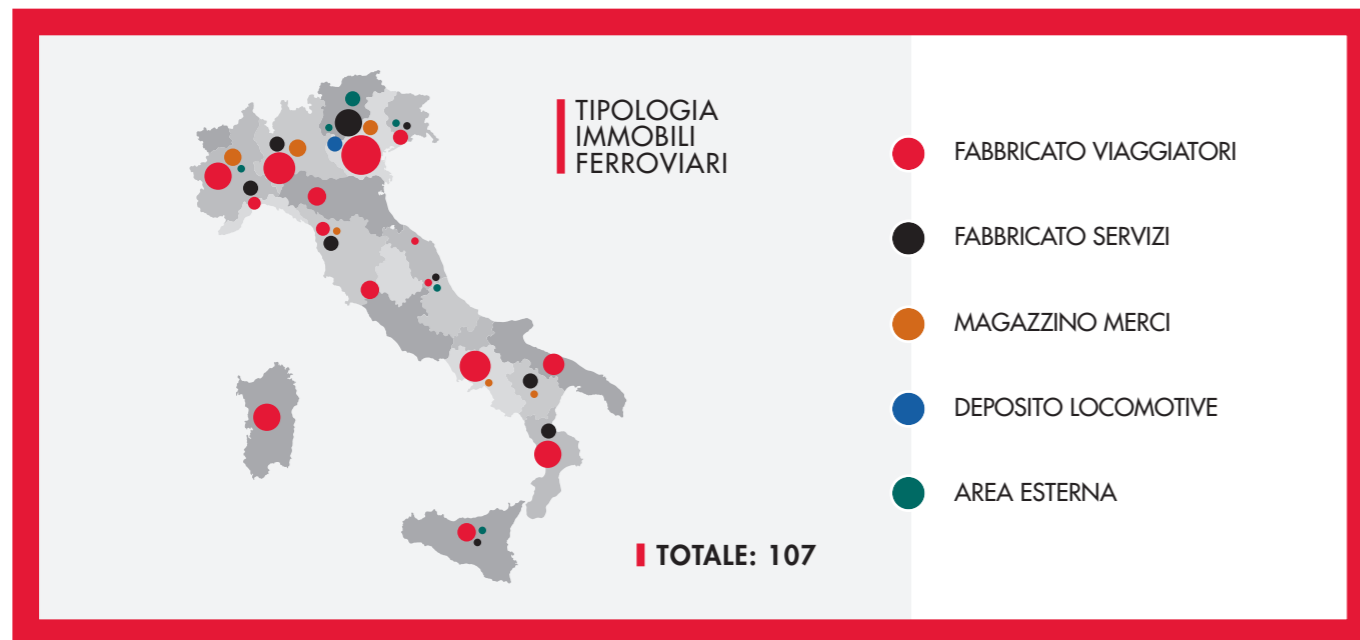 TIPOLOGIA
IMMOBILI
FERROVIARI
TOTALE: 107
FABBRICATO VIAGGIATORI
FABBRICATO SERVIZI
MAGAZZINO MERCI
DEPOSITO LOCOMOTIVE
AREA ESTERNA